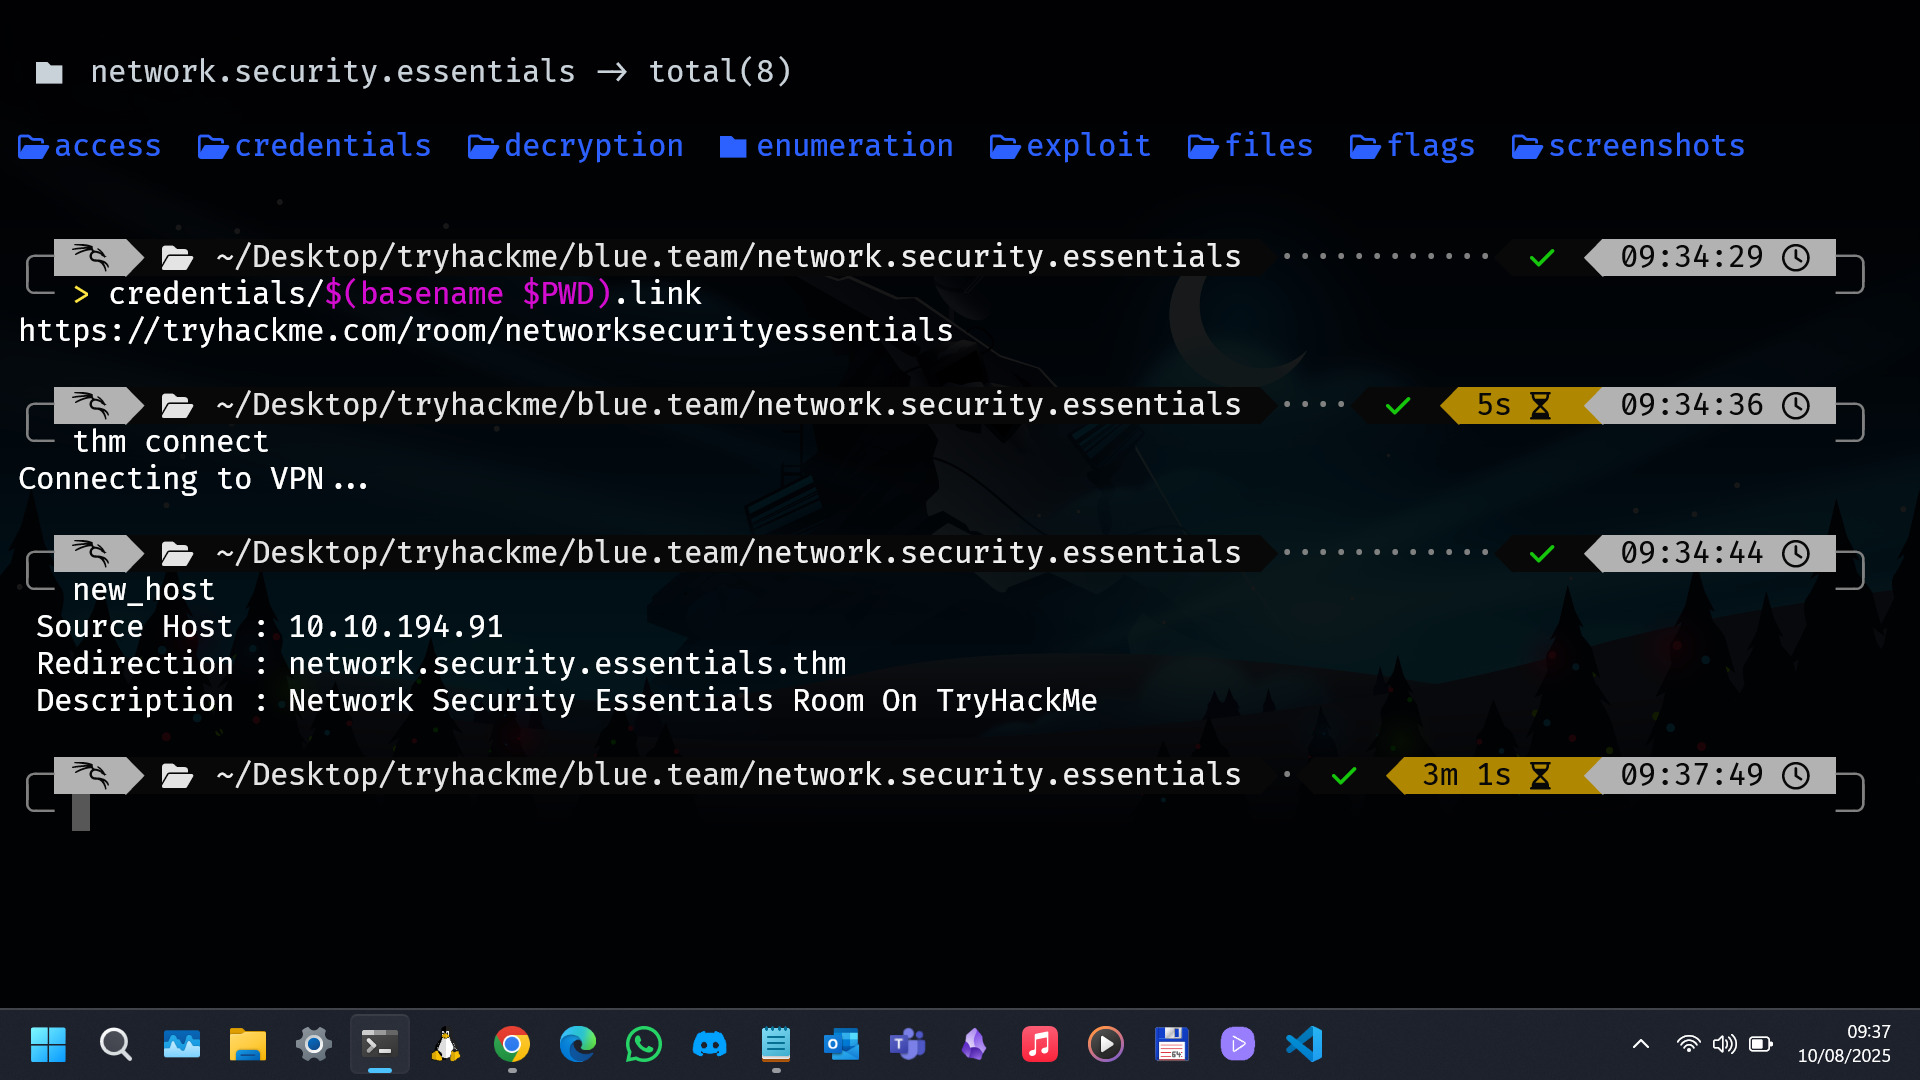 network.security.essentials → total(8)
access credentials decryption enumeration exploit files flags screenshots
~/Desktop/tryhackme/blue.team/network.security.essentials ············ ✓ 09:34:29
> credentials/$(basename $PWD).link
https://tryhackme.com/room/networksecurityessentials
~/Desktop/tryhackme/blue.team/network.security.essentials ···· ✓ 5s 09:34:36
thm connect
Connecting to VPN...
~/Desktop/tryhackme/blue.team/network.security.essentials ············ ✓ 09:34:44
new_host
Source Host : 10.10.194.91
Redirection : network.security.essentials.thm
Description : Network Security Essentials Room On TryHackMe
~/Desktop/tryhackme/blue.team/network.security.essentials · ✓ 3m 1s 09:37:49
09:37
10/08/2025